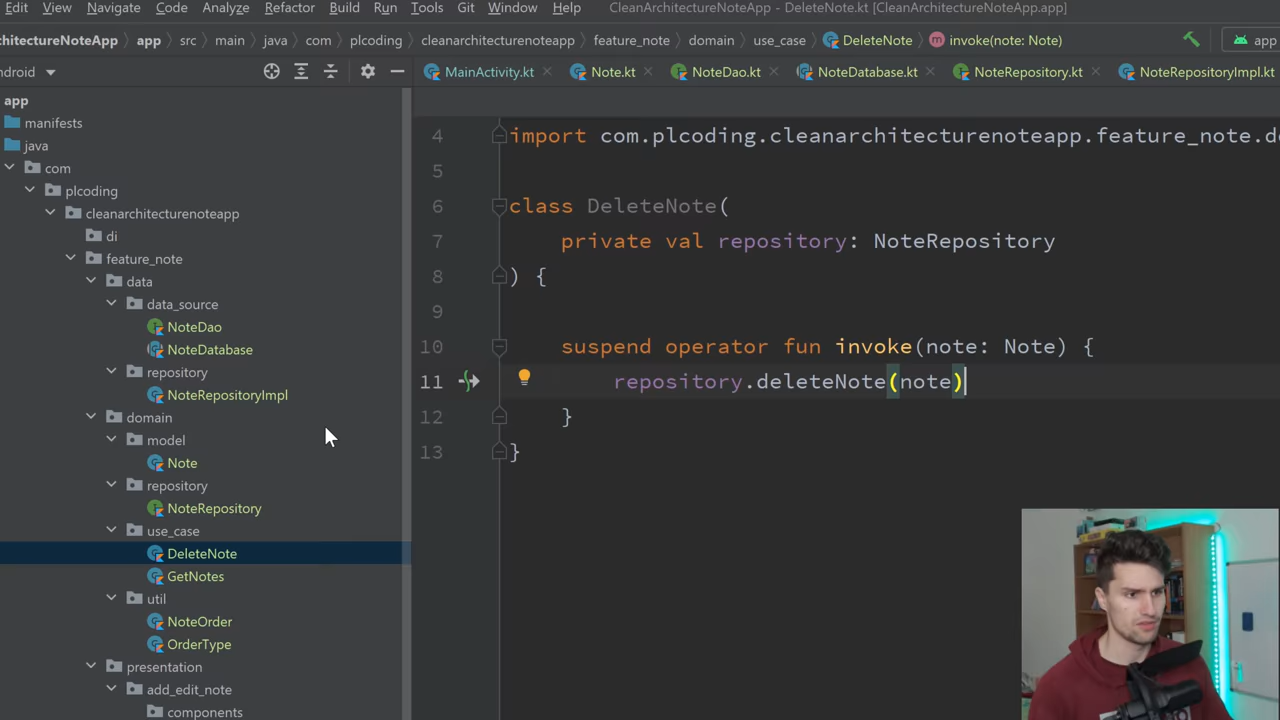 Edit View Navigate Code Analyze Refactor Build Run Tools Git Window Help CleanArchitectureNoteApp - DeleteNote.kt [CleanArchitectureNoteApp.app]
hitectureNoteApp app src main java com plcoding cleanarchitecturenoteapp feature_note domain use_case DeleteNote invoke(note: Note) app
ndroid MainActivity.kt Note.kt NoteDao.kt NoteDatabase.kt NoteRepository.kt NoteRepositoryImpl.kt
app
manifests
java
com
plcoding
cleanarchitecturenoteapp
di
feature_note
data
data_source
NoteDao
NoteDatabase
repository
NoteRepositoryImpl
domain
model
Note
repository
NoteRepository
use_case
DeleteNote
GetNotes
util
NoteOrder
OrderType
presentation
add_edit_note
components
4 import com.plcoding.cleanarchitecturenoteapp.feature_note.do
5
6 class DeleteNote(
7 private val repository: NoteRepository
8 ) {
9
10 suspend operator fun invoke(note: Note) {
11 repository.deleteNote(note)
12 }
13 }